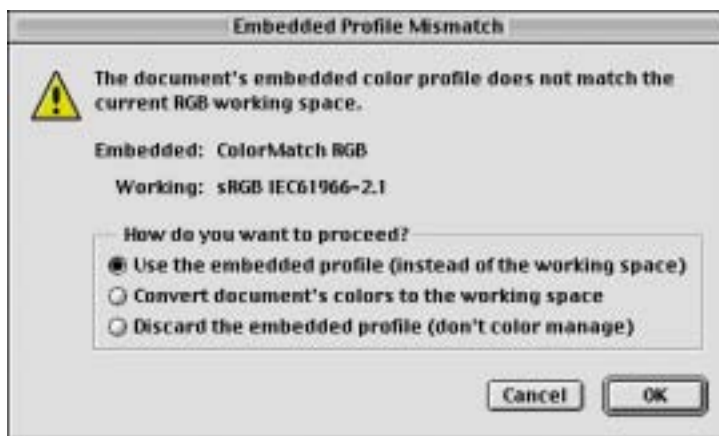 Embedded Profile Mismatch
The document's embedded color profile does not match the
current RGB working space.
Embedded: ColorMatch RGB
Working: sRGB IEC61966-2.1
How do you want to proceed?
Use the embedded profile (instead of the working space)
Convert document's colors to the working space
Discard the embedded profile (don't color manage)
Cancel OK